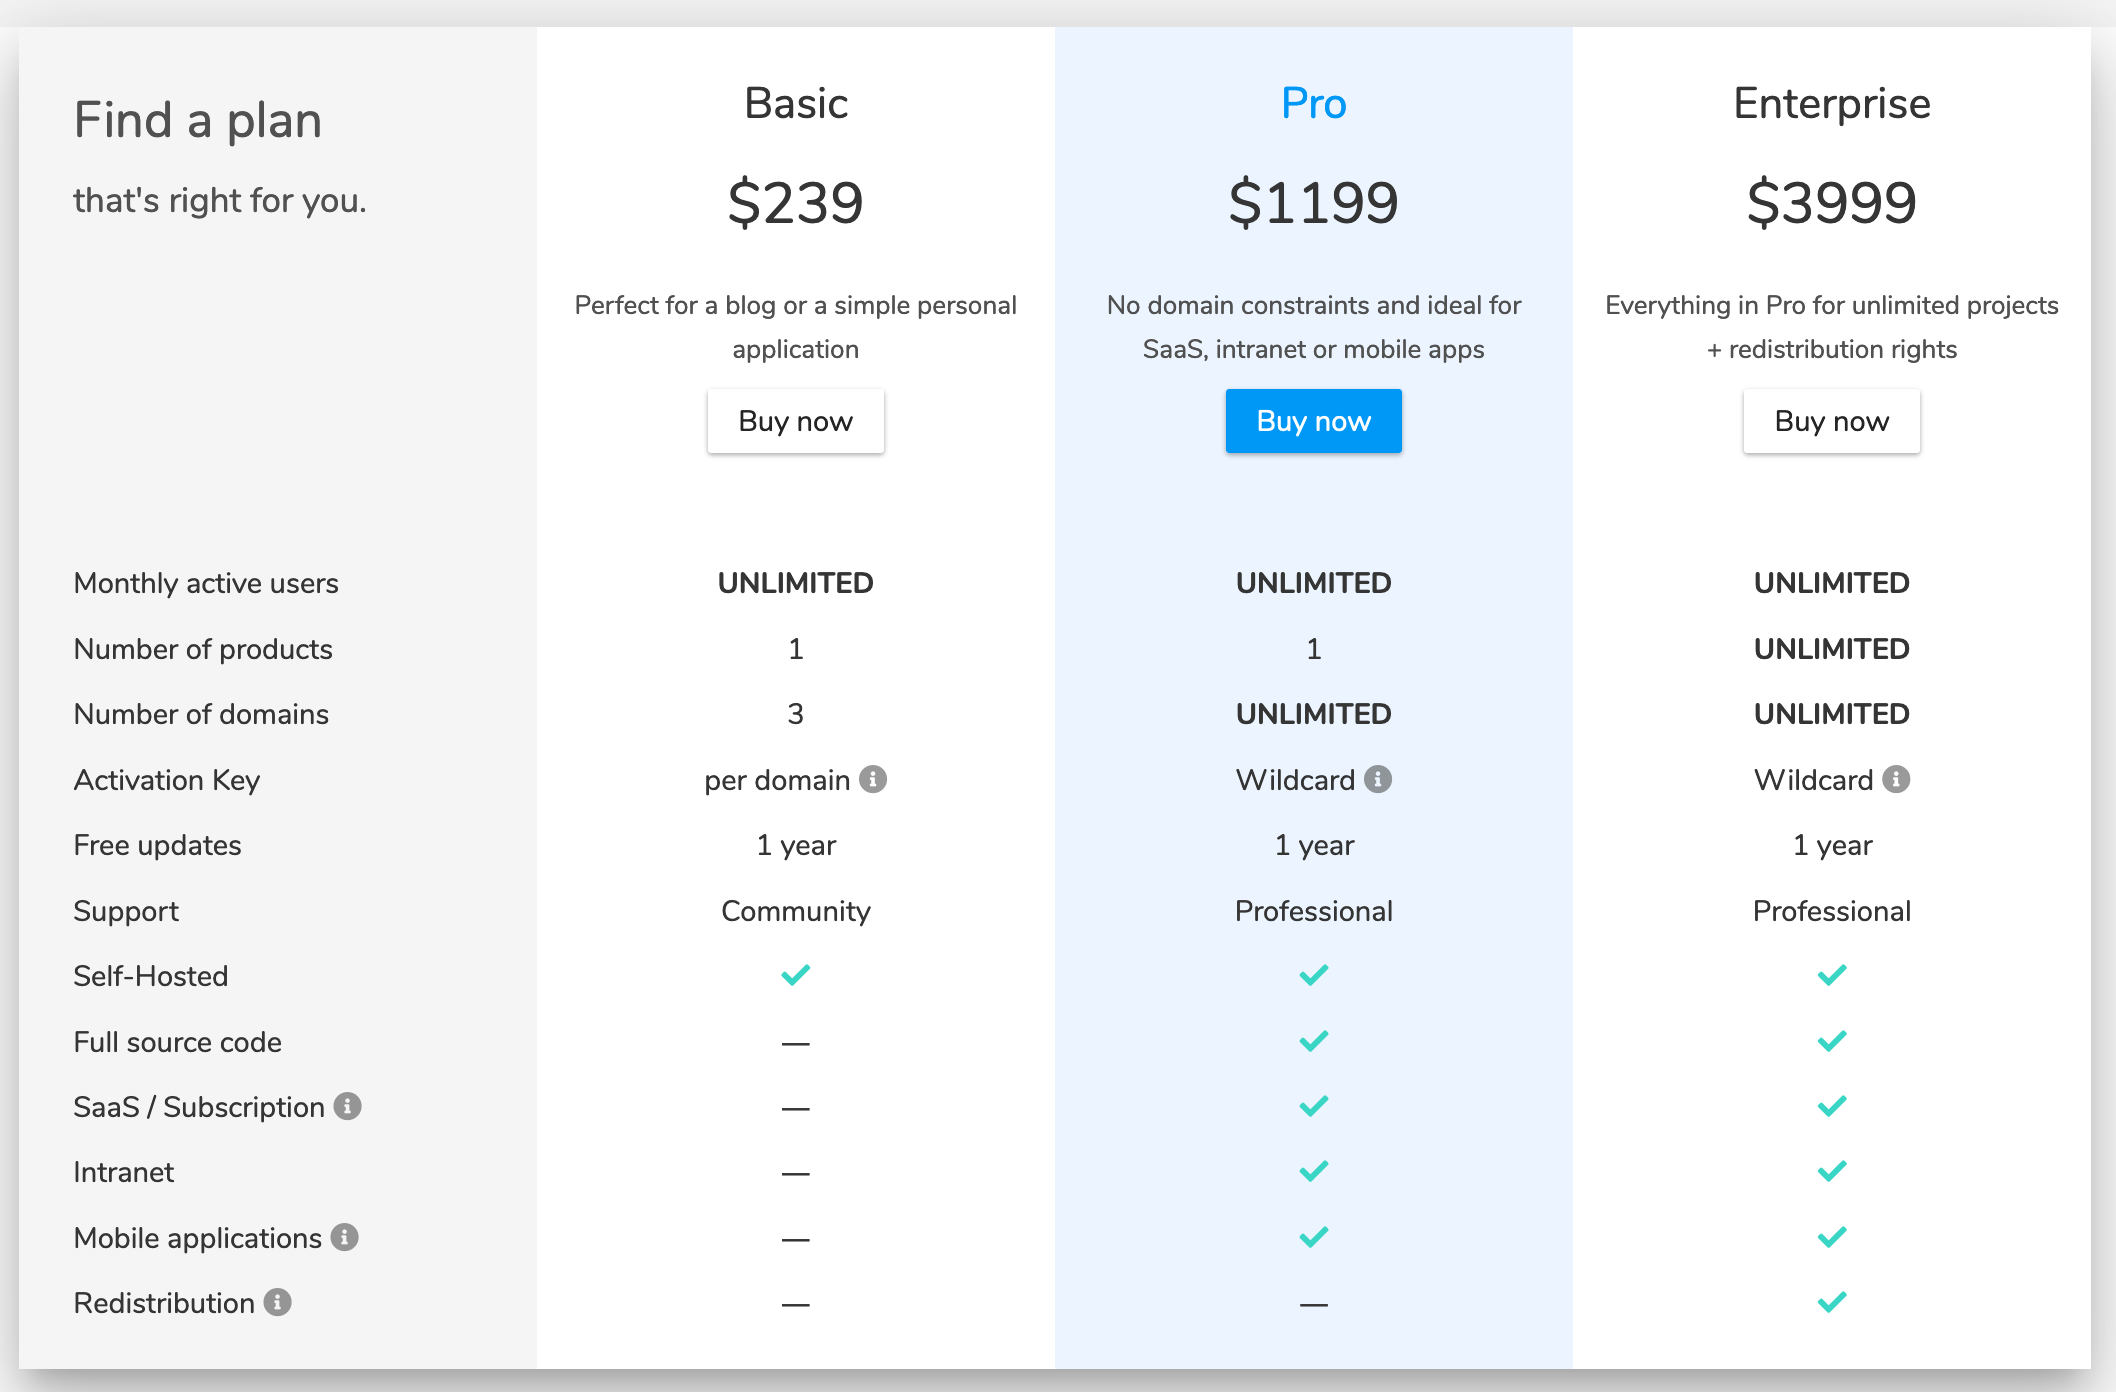 Find a plan
that's right for you.
Basic
$239
Perfect for a blog or a simple personal
application
Buy now
Pro
$1199
No domain constraints and ideal for
SaaS, intranet or mobile apps
Buy now
Enterprise
$3999
Everything in Pro for unlimited projects
+ redistribution rights
Buy now
Monthly active users UNLIMITED UNLIMITED UNLIMITED
Number of products 1 1 UNLIMITED
Number of domains 3 UNLIMITED UNLIMITED
Activation Key per domain Wildcard Wildcard
Free updates 1 year 1 year 1 year
Support Community Professional Professional
Self-Hosted
Full source code —
SaaS / Subscription —
Intranet —
Mobile applications —
Redistribution — —